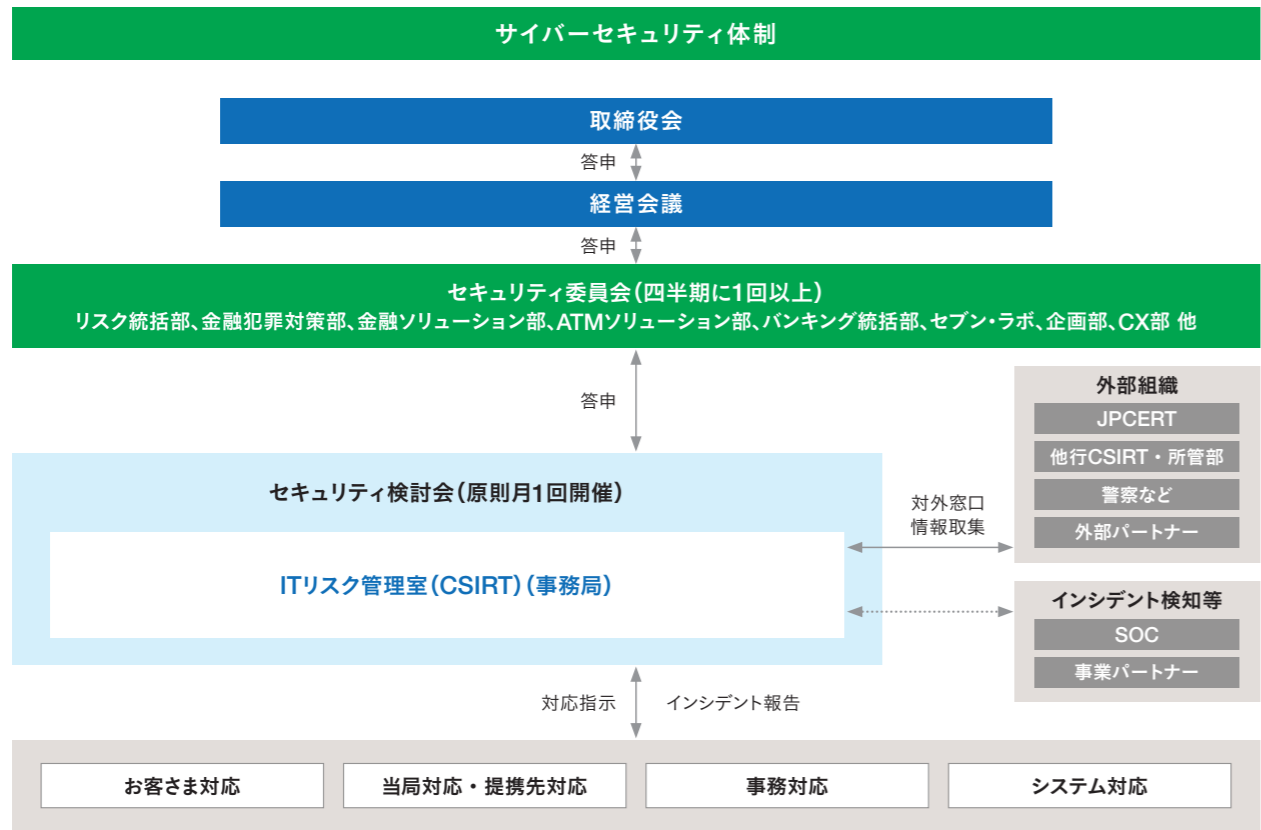 サイバーセキュリティ体制
取締役会
答申
経営会議
答申
セキュリティ委員会(四半期に1回以上)
リスク統括部、金融犯罪対策部、金融ソリューション部、ATMソリューション部、バンキング統括部、セブン・ラボ、企画部、CX部 他
答申
外部組織
JPCERT
他行CSIRT・所管部
警察など
外部パートナー
セキュリティ検討会(原則月1回開催)
対外窓口
情報取集
ITリスク管理室(CSIRT)(事務局)
インシデント検知等
SOC
事業パートナー
対応指示
インシデント報告
お客さま対応
当局対応・提携先対応
事務対応
システム対応